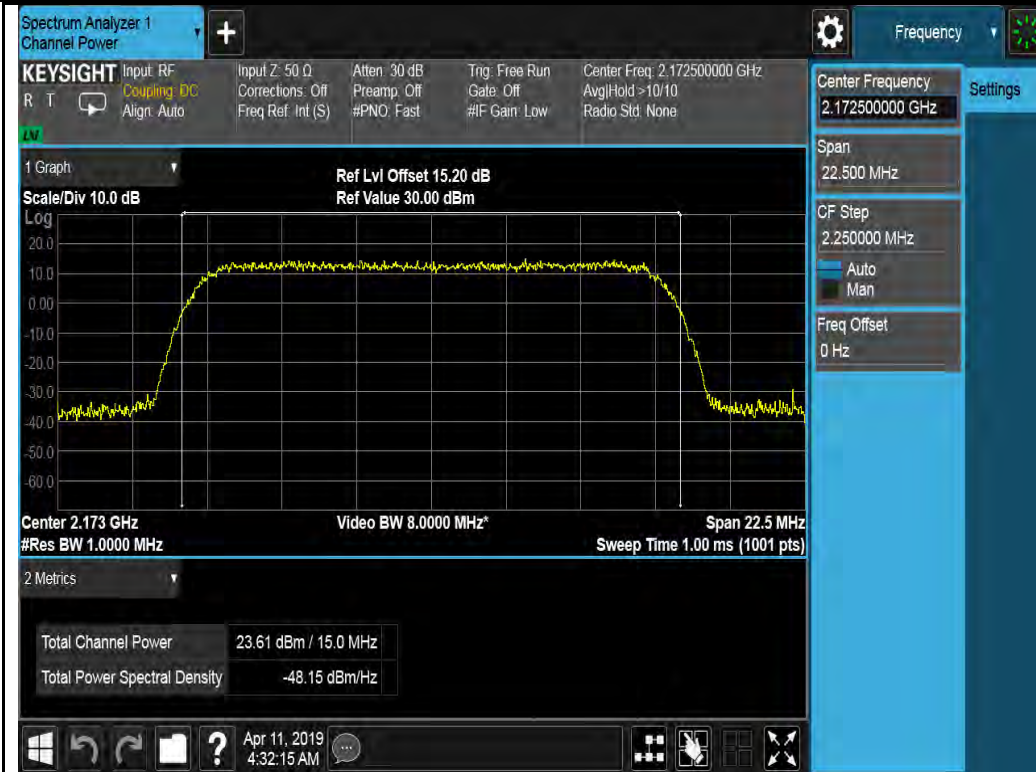 Spectrum Analyzer 1
Channel Power
+
Frequency
KEYSIGHT
R T
LXI
Input: RF
Coupling: DC
Align: Auto
Input Z: 50 Ω
Corrections: Off
Freq Ref: Int (S)
Atten: 30 dB
Preamp: Off
#PNO: Fast
Trig: Free Run
Gate: Off
#IF Gain: Low
Center Freq: 2.172500000 GHz
Avg|Hold >10/10
Radio Std: None
1 Graph
Scale/Div 10.0 dB
Ref Lvl Offset 15.20 dB
Ref Value 30.00 dBm
Log
20.0
10.0
0.00
-10.0
-20.0
-30.0
-40.0
-50.0
-60.0
Center 2.173 GHz
Video BW 8.0000 MHz*
Span 22.5 MHz
#Res BW 1.0000 MHz
Sweep Time 1.00 ms (1001 pts)
2 Metrics
Total Channel Power 23.61 dBm / 15.0 MHz
Total Power Spectral Density -48.15 dBm/Hz
Center Frequency
2.172500000 GHz
Settings
Span
22.500 MHz
CF Step
2.250000 MHz
Auto
Man
Freq Offset
0 Hz
?
Apr 11, 2019
4:32:15 AM